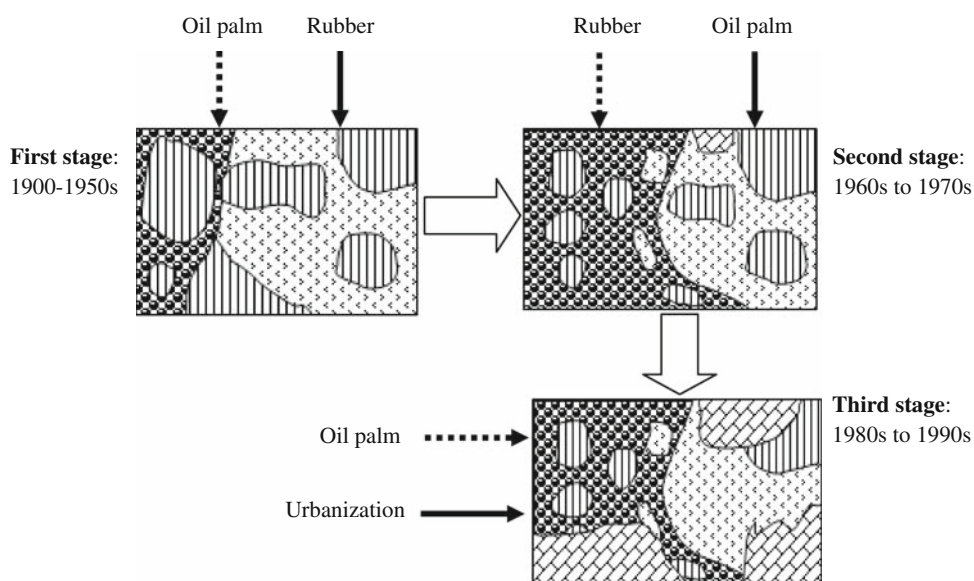 Oil palm Rubber
Rubber Oil palm
First stage:
1900-1950s
Second stage:
1960s to 1970s
Third stage:
1980s to 1990s
Oil palm
Urbanization